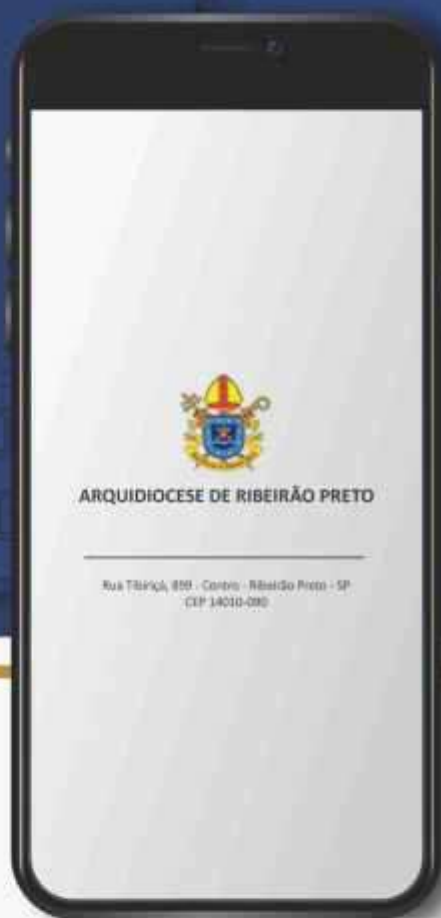 ARQUIDIOCESE DE RIBEIRÃO PRETO
Rua Tibiriçá, 899 - Centro - Ribeirão Preto - SP
CEP 14010-090